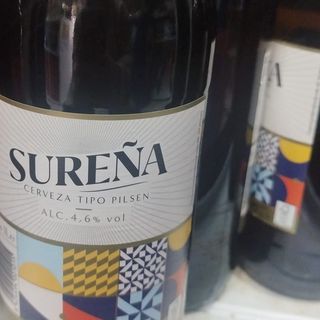 SUREÑA
CERVEZA TIPO PILSEN
ALC. 4,6% vol
A